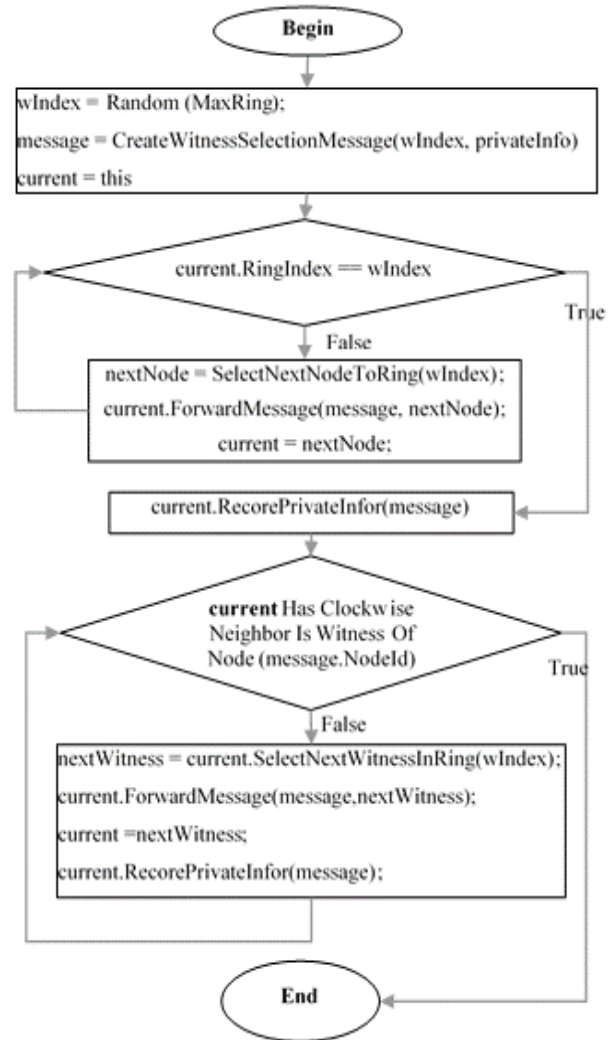 Begin
wIndex = Random (MaxRing);
message = CreateWitnessSelectionMessage(wIndex, privateInfo)
current = this
current.RingIndex == wIndex
True
False
nextNode = SelectNextNodeToRing(wIndex);
current.ForwardMessage(message, nextNode);
current = nextNode;
current.RecorePrivateInfor(message)
current Has Clockwise
Neighbor Is Witness Of
Node (message.NodeId)
True
False
nextWitness = current.SelectNextWitnessInRing(wIndex);
current.ForwardMessage(message,nextWitness);
current =nextWitness;
current.RecorePrivateInfor(message);
End